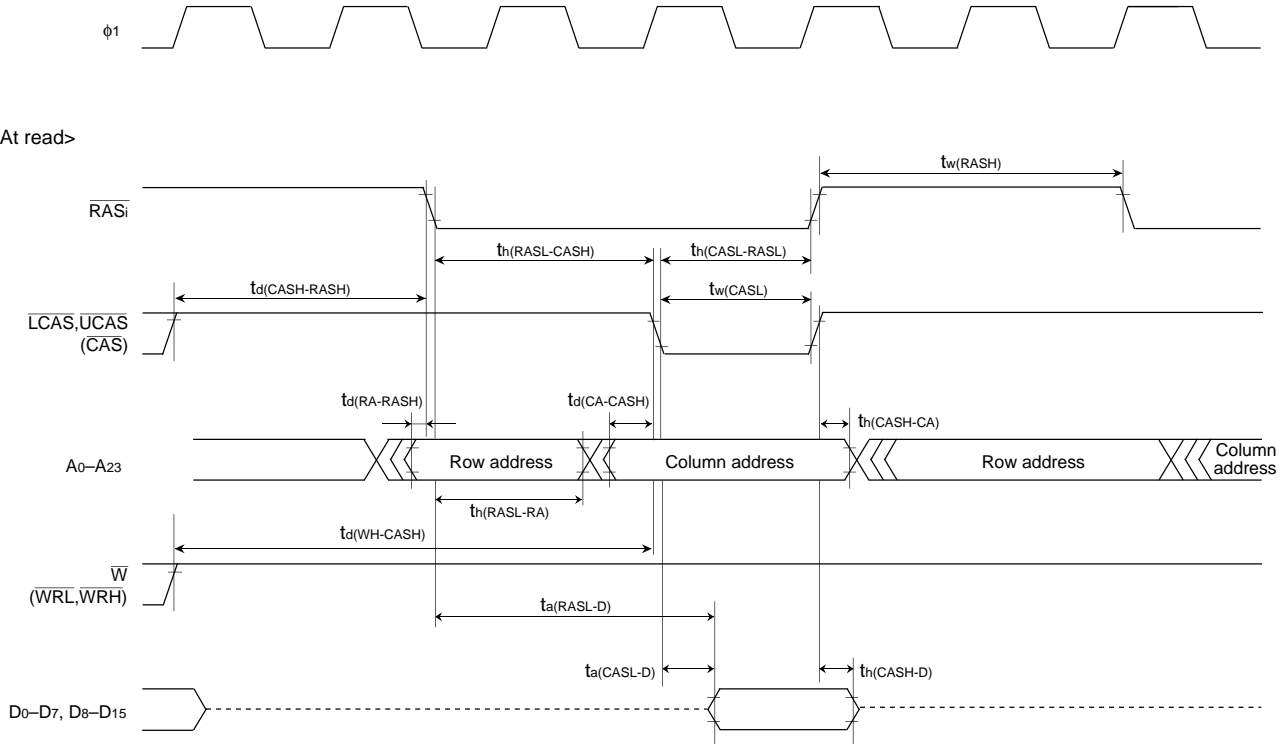 ϕ1
At read>
tw(RASH)
RASi
th(RASL-CASH)
th(CASL-RASL)
td(CASH-RASH)
tw(CASL)
LCAS,UCAS
(CAS)
td(RA-RASH)
td(CA-CASH)
th(CASH-CA)
A0–A23
Row address
Column address
Row address
Column
address
th(RASL-RA)
td(WH-CASH)
W
(WRL,WRH)
ta(RASL-D)
ta(CASL-D)
th(CASH-D)
D0–D7, D8–D15